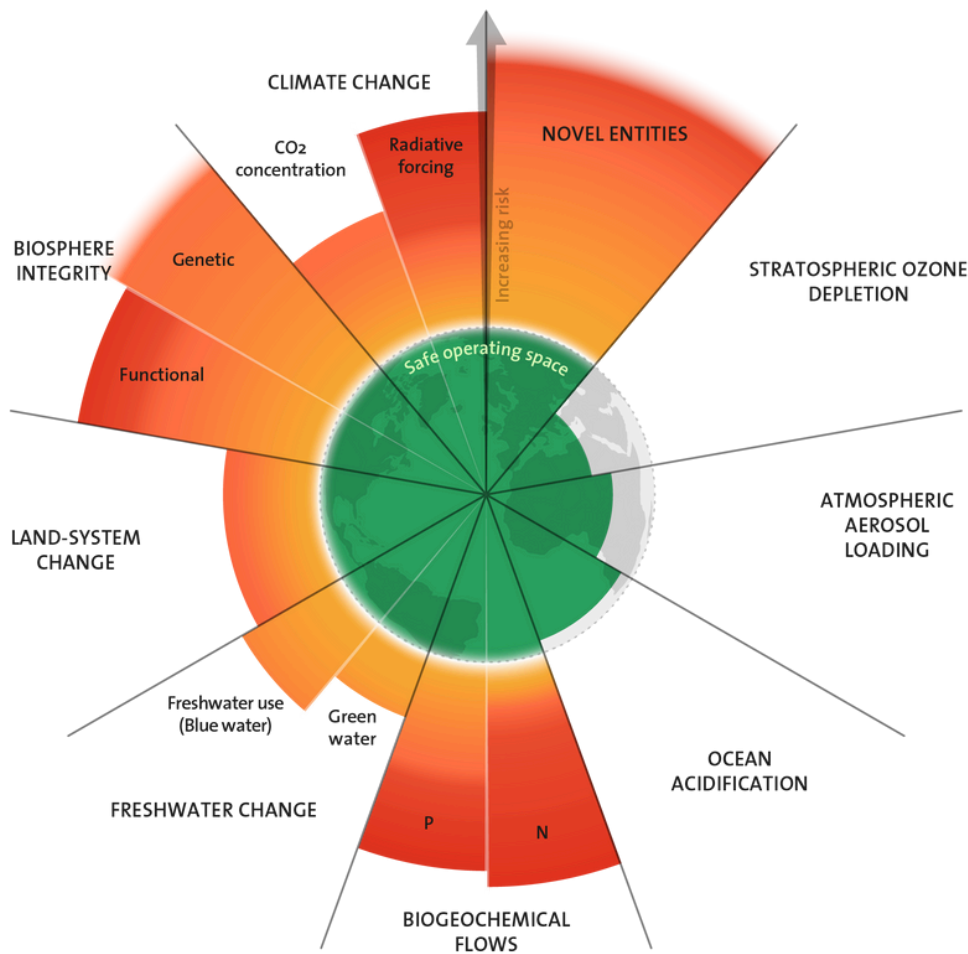 CLIMATE CHANGE
CO2
concentration
Radiative
forcing
NOVEL ENTITIES
Increasing risk
STRATOSPHERIC OZONE
DEPLETION
BIOSPHERE
INTEGRITY
Genetic
Functional
Safe operating space
ATMOSPHERIC
AEROSOL
LOADING
LAND-SYSTEM
CHANGE
Freshwater use
(Blue water)
Green
water
FRESHWATER CHANGE
OCEAN
ACIDIFICATION
P
N
BIOGEOCHEMICAL
FLOWS